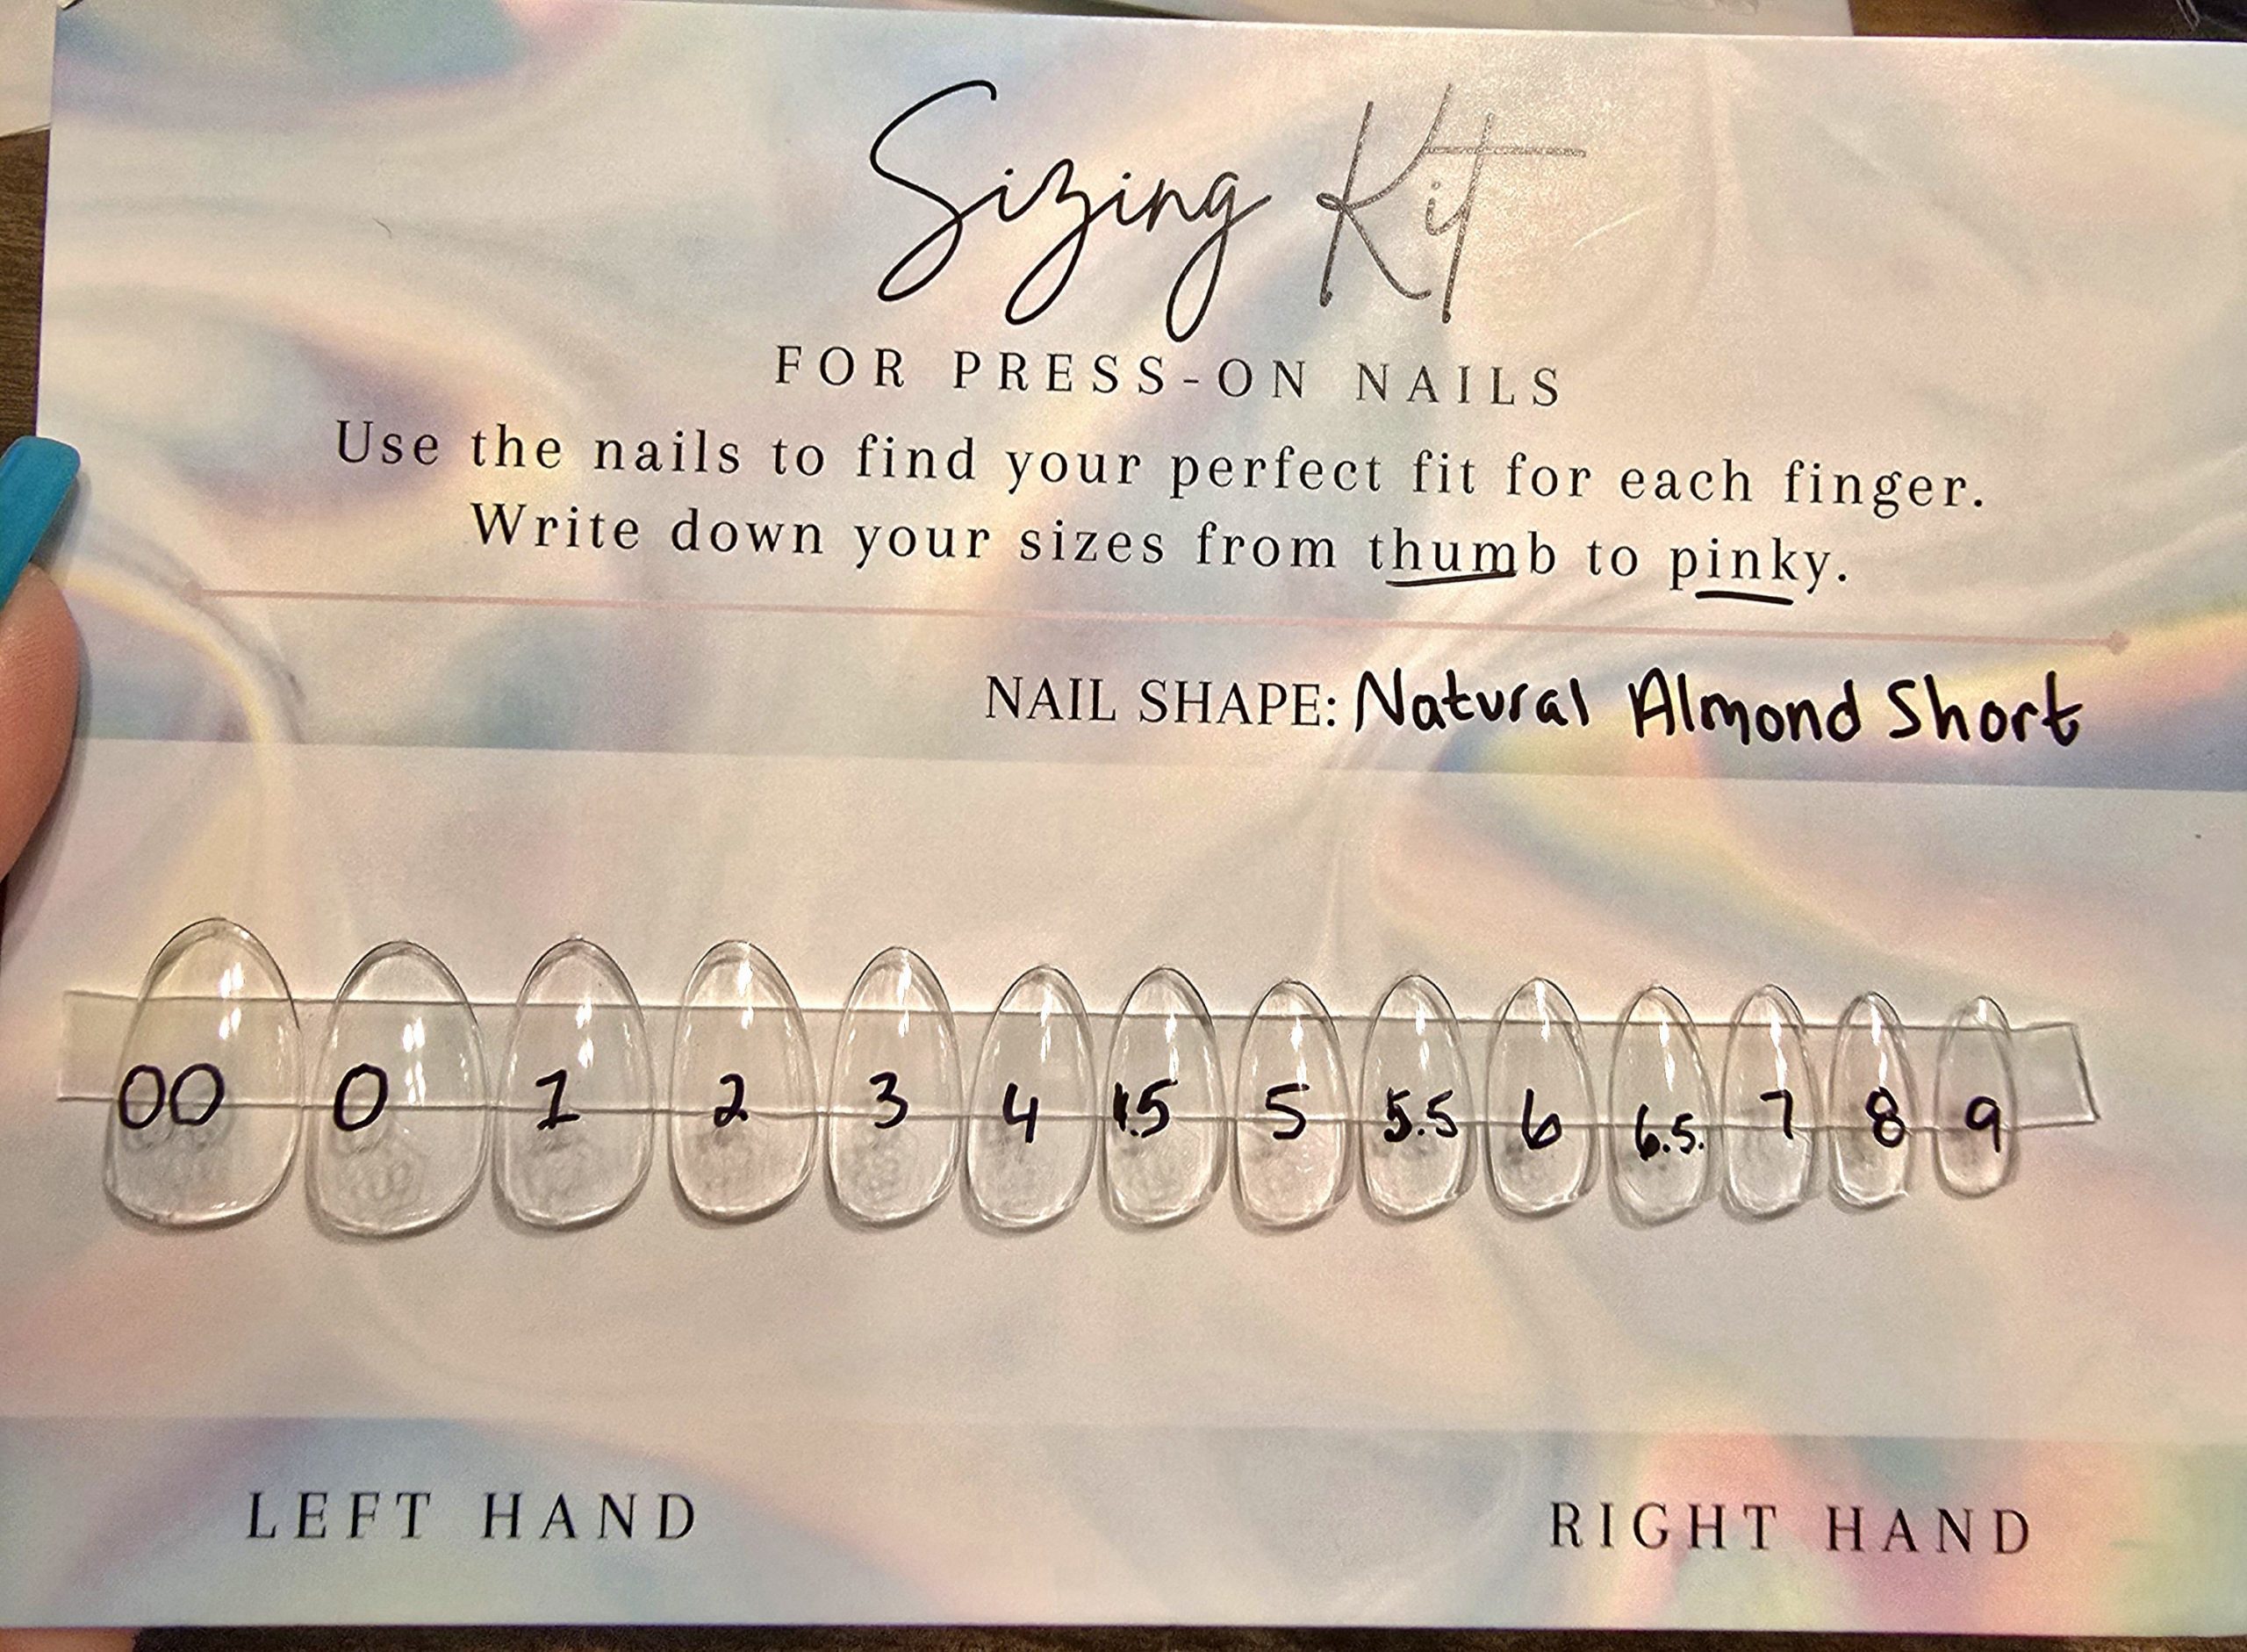 Sizing Kit
FOR PRESS-ON NAILS
Use the nails to find your perfect fit for each finger.
Write down your sizes from thumb to pinky.
NAIL SHAPE: Natural Almond Short
00 0 1 2 3 4 1.5 5 5.5 6 6.5. 7 8 9
LEFT HAND RIGHT HAND